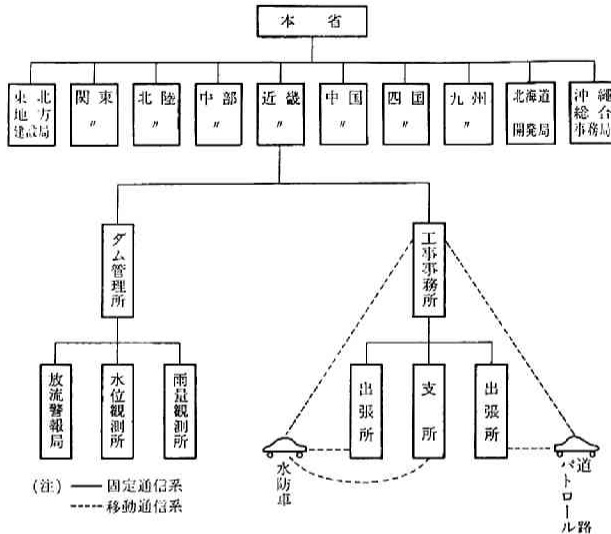 本省
東北
地方
建設局
関東
〃
北陸
〃
中部
〃
近畿
〃
中国
〃
四国
〃
九州
〃
北海道
開発局
沖縄
総合
事務局
ダム管理所
工事事務所
放流警報局
水位観測所
雨量観測所
出張所
支所
出張所
水防車
道路
パトロール
(注) 固定通信系
移動通信系